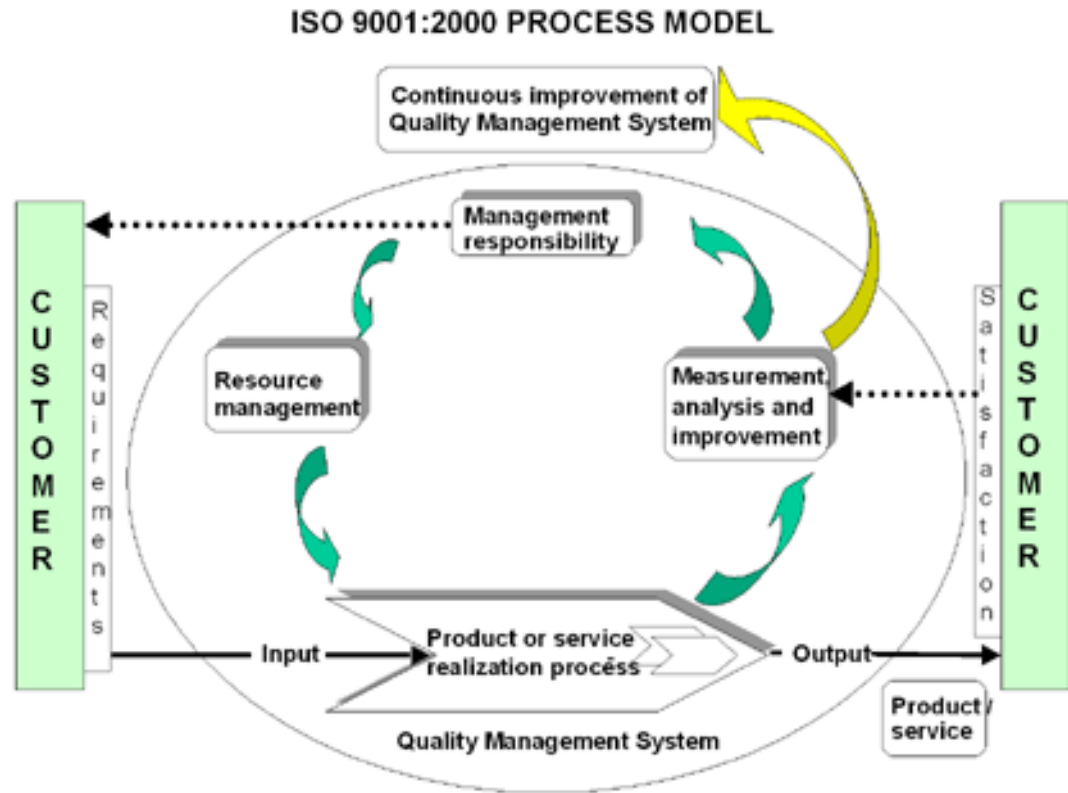 ISO 9001:2000 PROCESS MODEL
Continuous improvement of
Quality Management System
Management
responsibility
CUSTOMER
Requirements
Resource
management
Measurement,
analysis and
improvement
Satisfaction
CUSTOMER
Input
Product or service
realization process
Output
Product /
service
Quality Management System